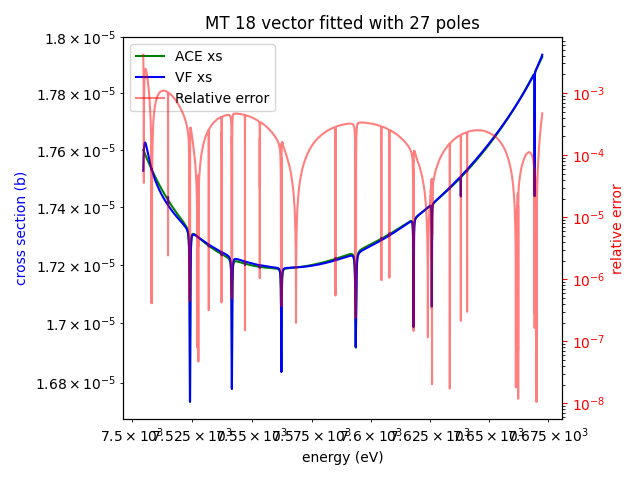 MT 18 vector fitted with 27 poles
ACE xs
VF xs
Relative error
cross section (b)
1.8 × 10⁻⁵
1.78 × 10⁻⁵
1.76 × 10⁻⁵
1.74 × 10⁻⁵
1.72 × 10⁻⁵
1.7 × 10⁻⁵
1.68 × 10⁻⁵
10⁻³
10⁻⁴
10⁻⁵
10⁻⁶
10⁻⁷
10⁻⁸
relative error
7.5 × 10³ 7.525 × 10³ 7.55 × 10³ 7.575 × 10³ 7.6 × 10³ 7.625 × 10³ 7.65 × 10³ 7.675 × 10³
energy (eV)